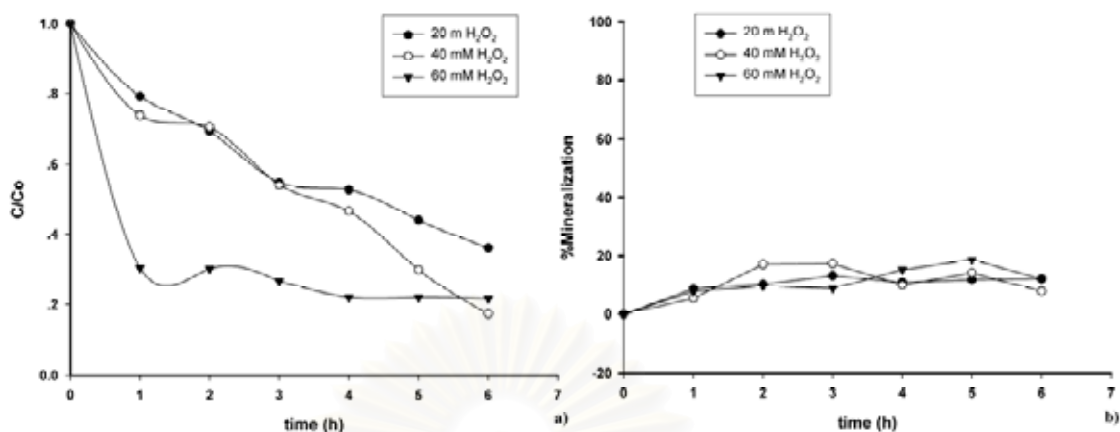 1.0
.8
.6
.4
.2
0.0
C/Co
20 m H₂O₂
40 mM H₂O₂
60 mM H₂O₂
0 1 2 3 4 5 6 7
time (h)
a)
100
80
60
40
20
0
-20
%Mineralization
20 m H₂O₂
40 mM H₂O₂
60 mM H₂O₂
0 1 2 3 4 5 6 7
time (h)
b)